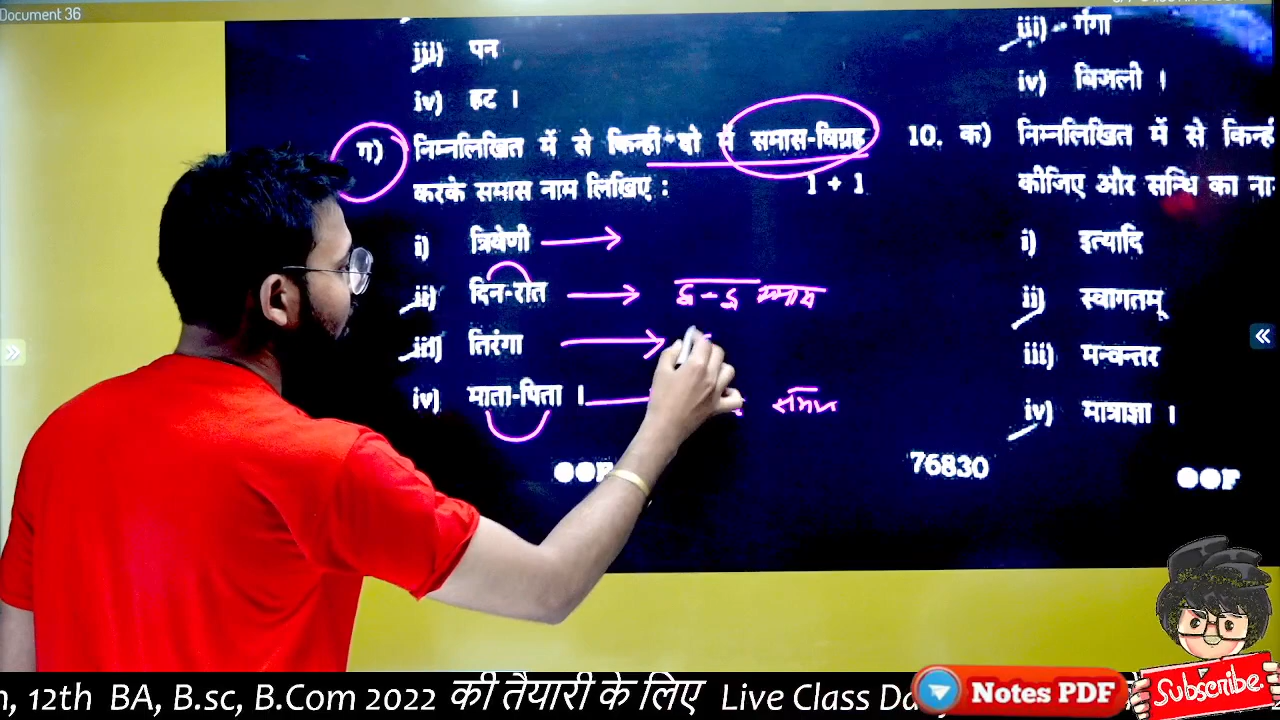 Document 36
iii) पन
iv) हट ।
ग) निम्नलिखित में से किन्हीं दो में समास-विग्रह
करके समास नाम लिखिए : 1 + 1
i) त्रिवेणी
ii) दिन-रात
द्वन्द्व समास
iii) तिरंगा
iv) माता-पिता ।
iii) गंगा
iv) बिजली ।
10. क) निम्नलिखित में से किन्हीं
कीजिए और सन्धि का ना
i) इत्यादि
ii) स्वागतम्
iii) मन्वन्तर
iv) मात्राज्ञा ।
76830
12th BA, B.sc, B.Com 2022 की तैयारी के लिए Live Class
Notes PDF
Subscribe